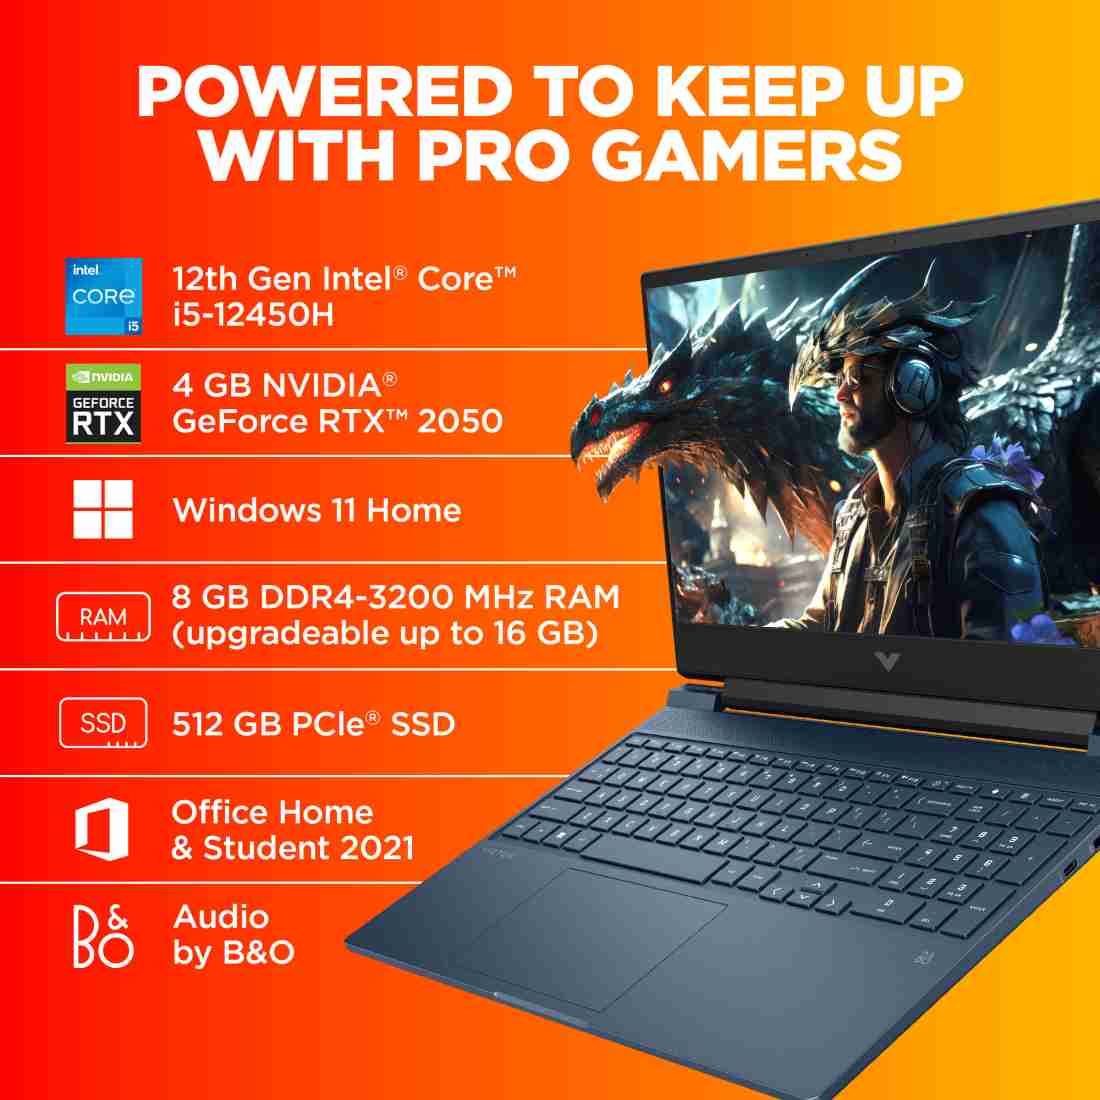 POWERED TO KEEP UP
WITH PRO GAMERS
intel
CORE
i5
12th Gen Intel® Core™
i5-12450H
NVIDIA
GEFORCE
RTX
4 GB NVIDIA®
GeForce RTX™ 2050
Windows 11 Home
RAM
8 GB DDR4-3200 MHz RAM
(upgradeable up to 16 GB)
SSD
512 GB PCIe® SSD
Office Home
& Student 2021
B&O
Audio
by B&O